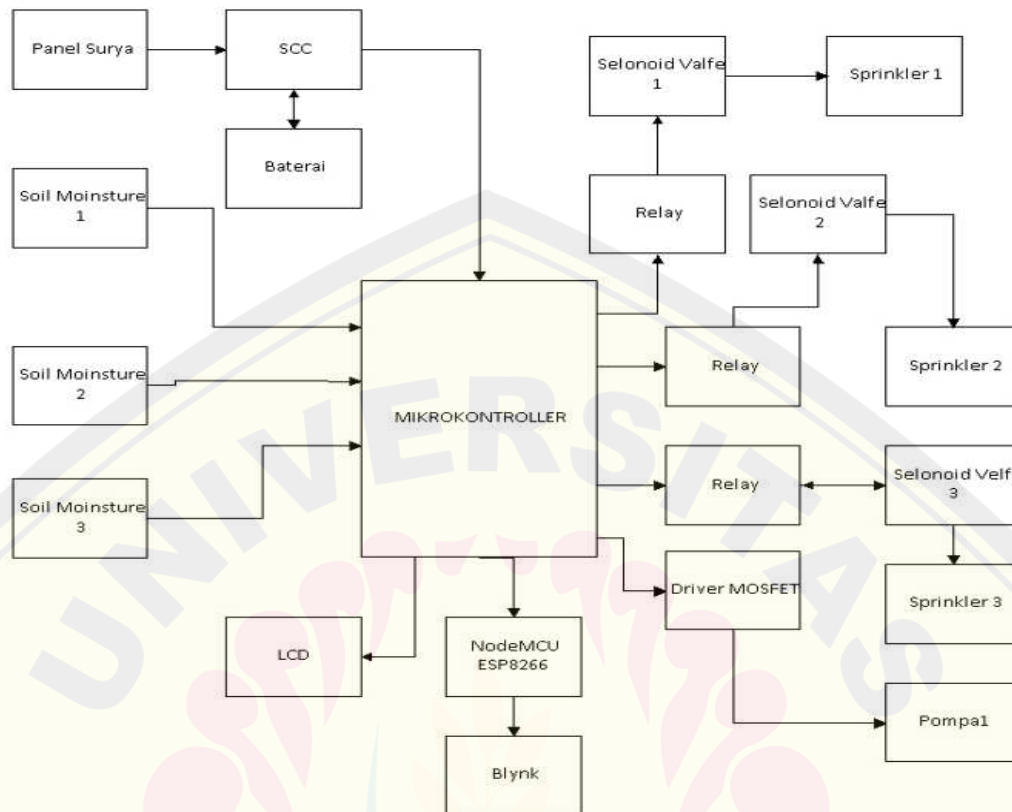 Panel Surya
SCC
Baterai
Selonoid Valfe
1
Sprinkler 1
Soil Moinsture
1
Relay
Selonoid Valfe
2
Soil Moinsture
2
MIKROKONTROLLER
Relay
Sprinkler 2
Soil Moinsture
3
Relay
Selonoid Velf
3
Driver MOSFET
Sprinkler 3
LCD
NodeMCU
ESP8266
Pompa1
Blynk
UNIVERSITAS